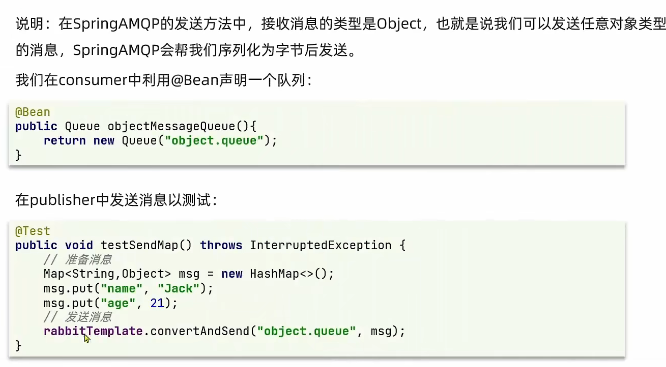 说明：在SpringAMQP的发送方法中，接收消息的类型是Object，也就是说我们可以发送任意对象类型
的消息，SpringAMQP会帮我们序列化为字节后发送。
我们在consumer中利用@Bean声明一个队列：
@Bean
public Queue objectMessageQueue(){
    return new Queue("object.queue");
}
在publisher中发送消息以测试：
@Test
public void testSendMap() throws InterruptedException {
    // 准备消息
    Map<String,Object> msg = new HashMap<>();
    msg.put("name", "Jack");
    msg.put("age", 21);
    // 发送消息
    rabbitTemplate.convertAndSend("object.queue", msg);
}